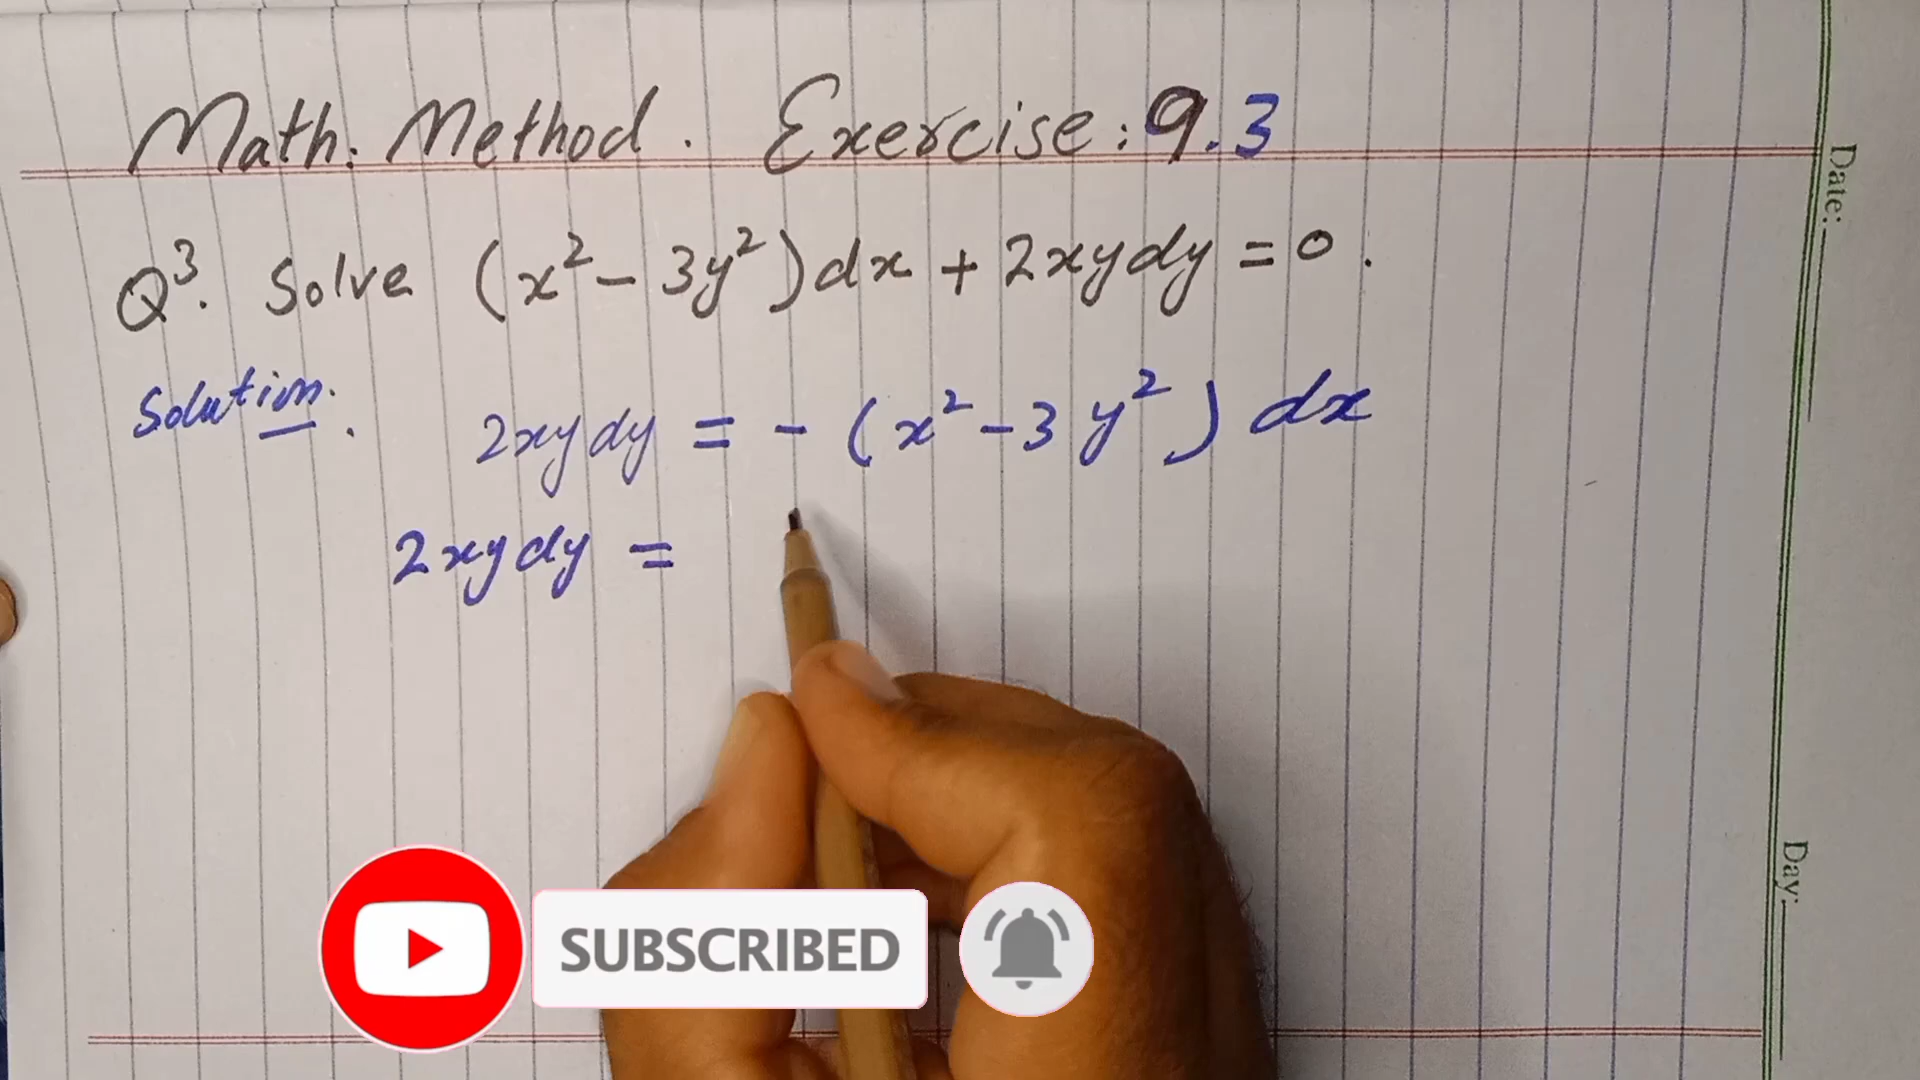 Math. Method. Exercise: 9.3
Q3. Solve (x² - 3y²)dx + 2xydy = 0.
Solution. 2xydy = - (x² - 3y²) dx
2xydy =
SUBSCRIBED
Date:
Day: